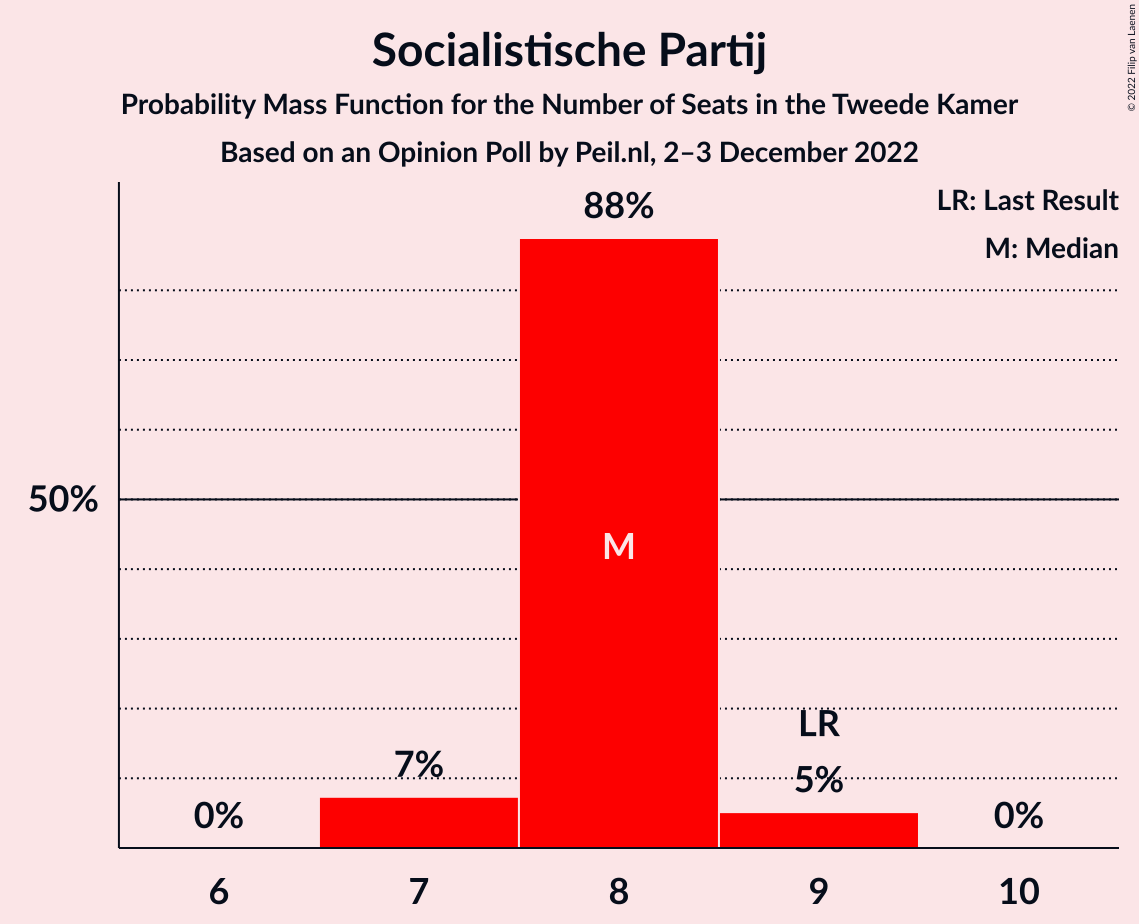 Socialistische Partij
Probability Mass Function for the Number of Seats in the Tweede Kamer
Based on an Opinion Poll by Peil.nl, 2–3 December 2022
© 2022 Filip van Laenen
LR: Last Result
M: Median
88%
50%
M
LR
7%
5%
0%
0%
6
7
8
9
10